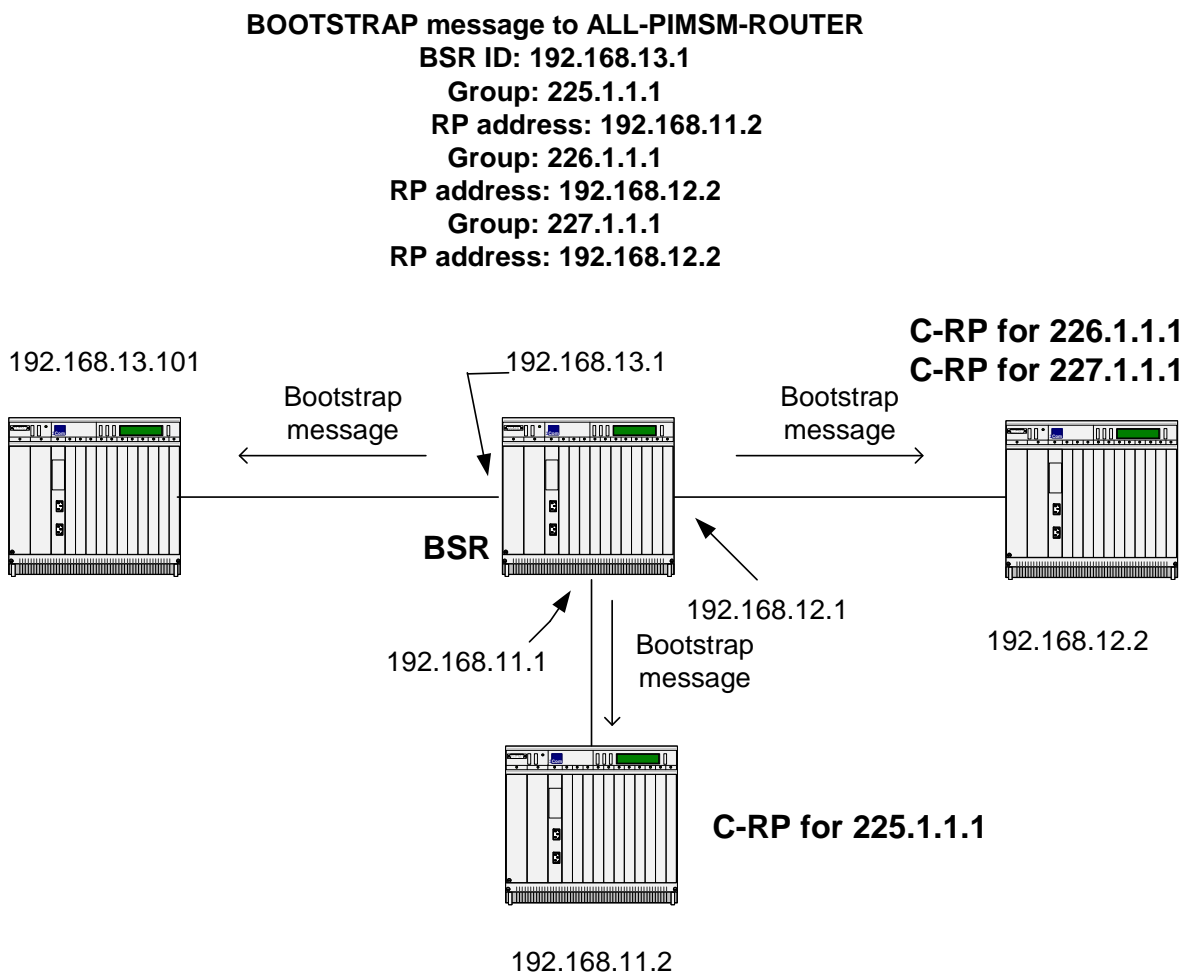 BOOTSTRAP message to ALL-PIMSM-ROUTER
BSR ID: 192.168.13.1
Group: 225.1.1.1
RP address: 192.168.11.2
Group: 226.1.1.1
RP address: 192.168.12.2
Group: 227.1.1.1
RP address: 192.168.12.2
C-RP for 226.1.1.1
C-RP for 227.1.1.1
192.168.13.101
192.168.13.1
Bootstrap
message
Bootstrap
message
BSR
192.168.12.1
192.168.11.1
Bootstrap
message
192.168.12.2
C-RP for 225.1.1.1
192.168.11.2